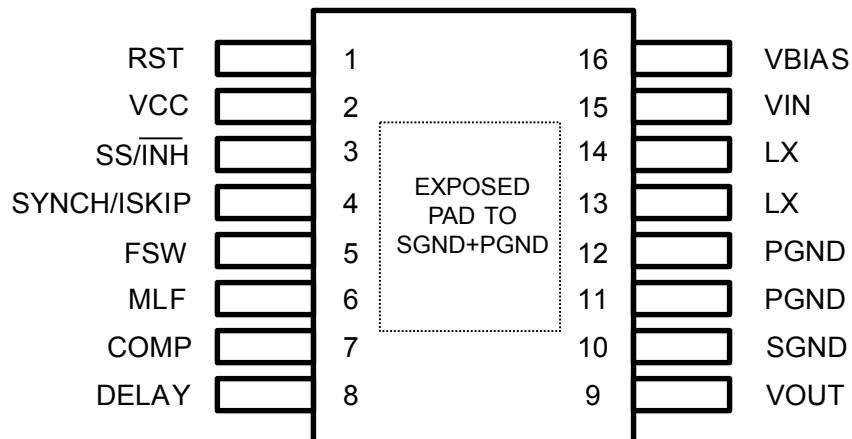 RST 1 16 VBIAS
VCC 2 15 VIN
SS/I̅N̅H̅ 3 14 LX
SYNCH/ISKIP 4 13 LX
FSW 5 12 PGND
MLF 6 11 PGND
COMP 7 10 SGND
DELAY 8 9 VOUT
EXPOSED
PAD TO
SGND+PGND